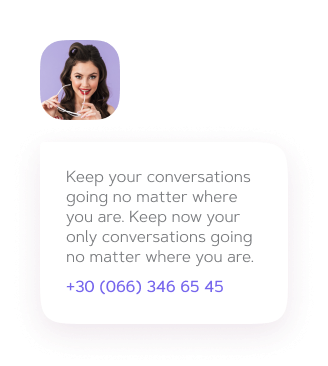 Keep your conversations
going no matter where
you are. Keep now your
only conversations going
no matter where you are.
+30 (066) 346 65 45